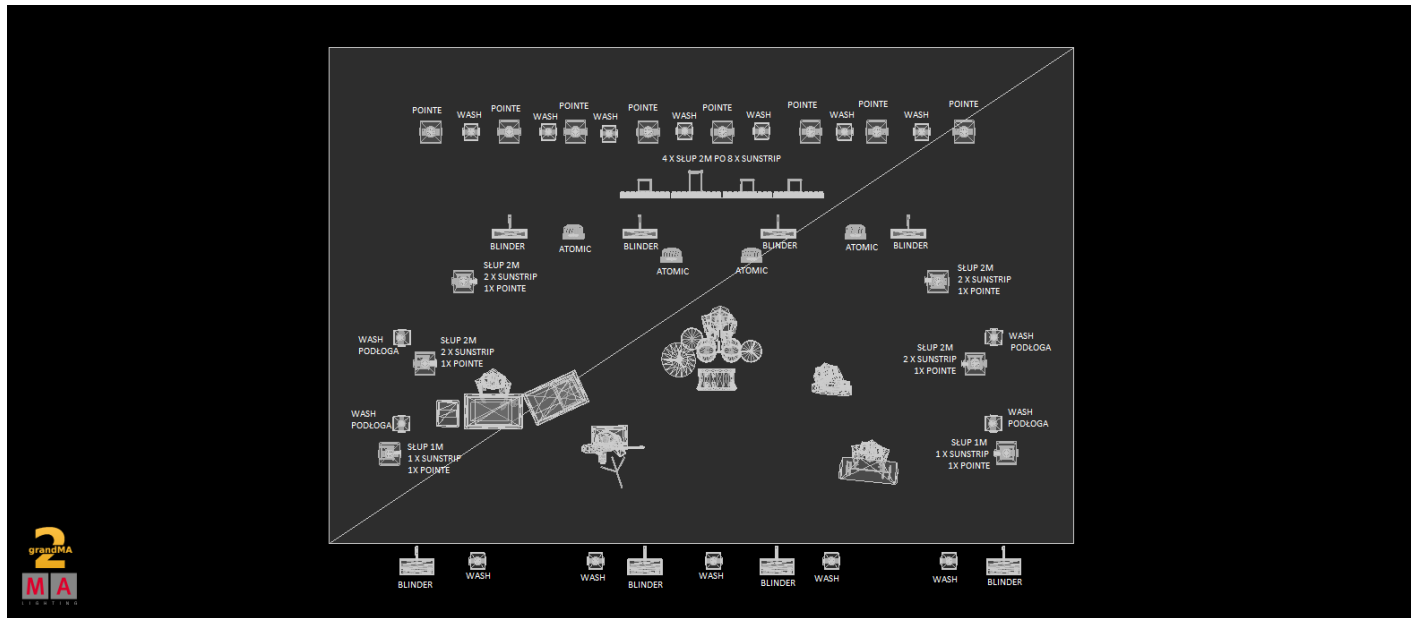 POINTE
WASH
POINTE
WASH
POINTE
WASH
POINTE
WASH
POINTE
WASH
POINTE
WASH
POINTE
WASH
POINTE
4 X SŁUP 2M PO 8 X SUNSTRIP
BLINDER
ATOMIC
BLINDER
BLINDER
ATOMIC
BLINDER
ATOMIC
ATOMIC
SŁUP 2M
2 X SUNSTRIP
1X POINTE
SŁUP 2M
2 X SUNSTRIP
1X POINTE
WASH
PODŁOGA
SŁUP 2M
2 X SUNSTRIP
1X POINTE
SŁUP 2M
2 X SUNSTRIP
1X POINTE
WASH
PODŁOGA
WASH
PODŁOGA
SŁUP 1M
1 X SUNSTRIP
1X POINTE
WASH
PODŁOGA
SŁUP 1M
1 X SUNSTRIP
1X POINTE
BLINDER
WASH
WASH
BLINDER
WASH
BLINDER
WASH
WASH
BLINDER
2
grandMA
MA
LIGHTING